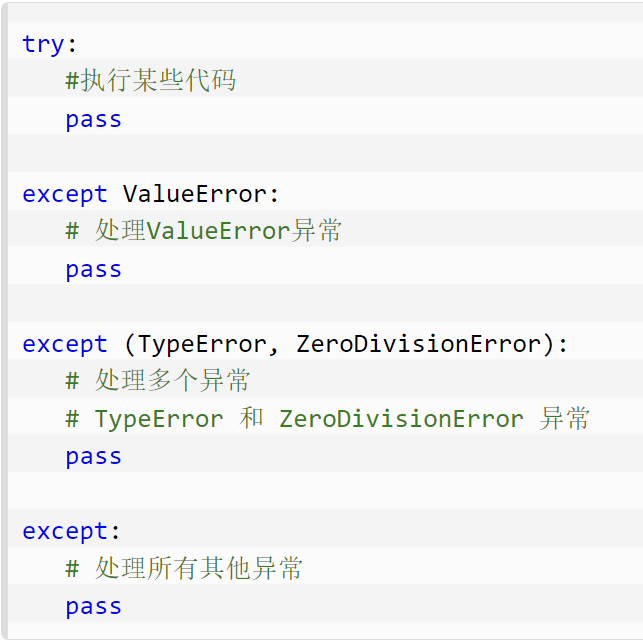 try:
   #执行某些代码
   pass

except ValueError:
   # 处理ValueError异常
   pass

except (TypeError, ZeroDivisionError):
   # 处理多个异常
   # TypeError 和 ZeroDivisionError 异常
   pass

except:
   # 处理所有其他异常
   pass